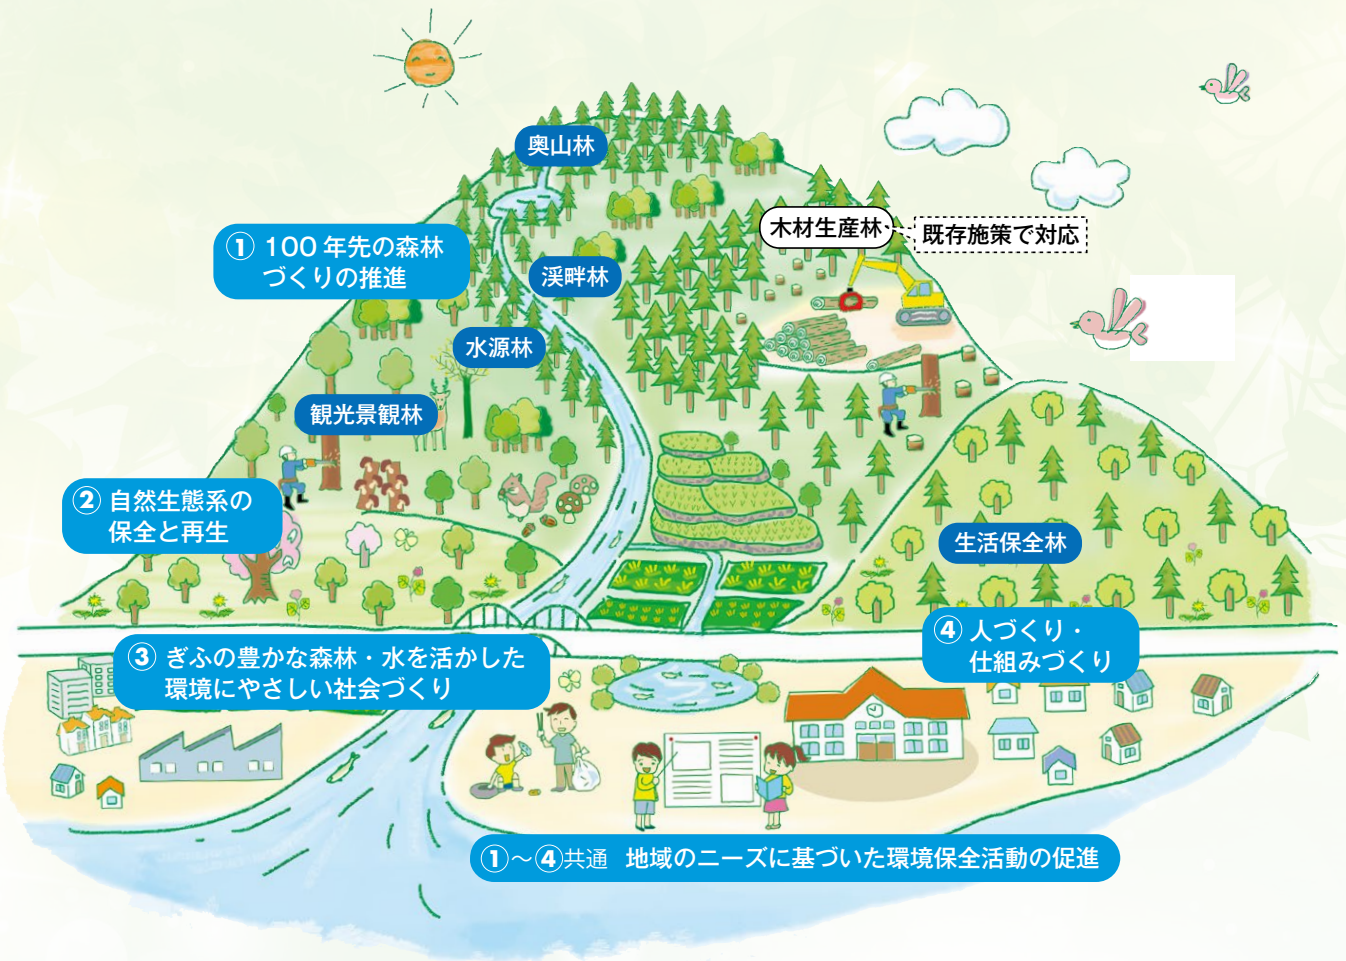 奥山林
木材生産林
既存施策で対応
① 100年先の森林
づくりの推進
渓畔林
水源林
観光景観林
② 自然生態系の
保全と再生
生活保全林
③ ぎふの豊かな森林・水を活かした
環境にやさしい社会づくり
④ 人づくり・
仕組みづくり
①～④共通 地域のニーズに基づいた環境保全活動の促進